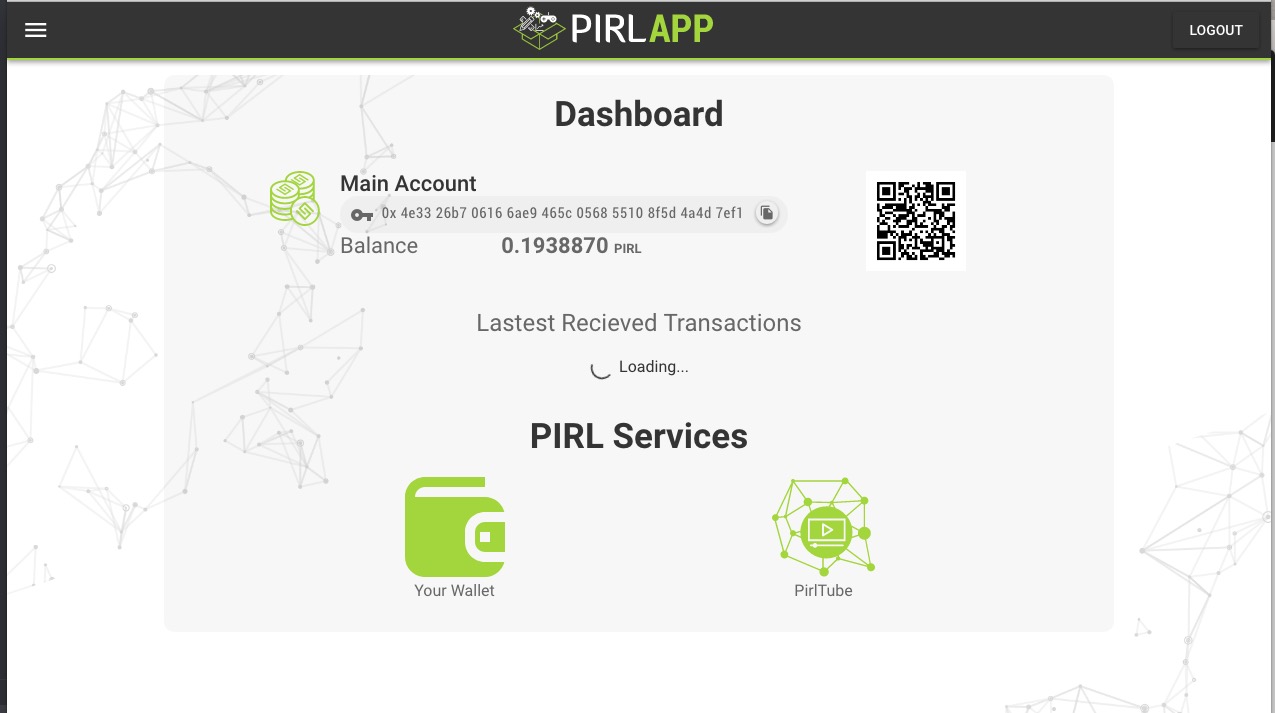 PIRLAPP
LOGOUT
Dashboard
Main Account
0x 4e33 26b7 0616 6ae9 465c 0568 5510 8f5d 4a4d 7ef1
Balance 0.1938870 PIRL
Lastest Recieved Transactions
Loading...
PIRL Services
Your Wallet
PirlTube